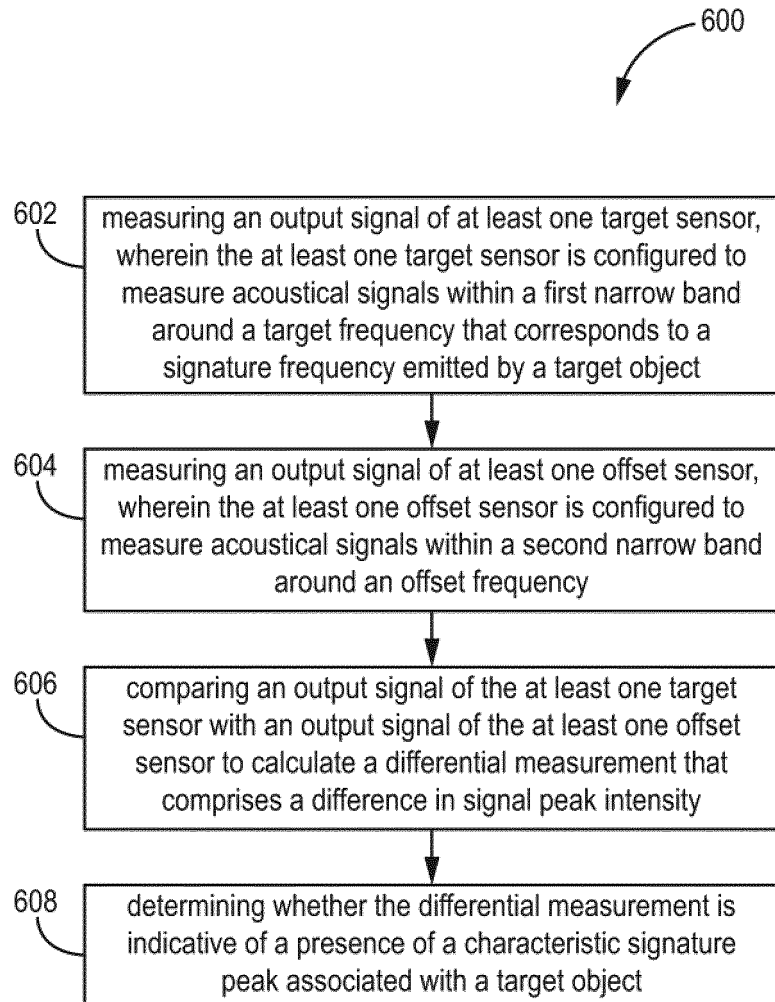 600
602
measuring an output signal of at least one target sensor,
wherein the at least one target sensor is configured to
measure acoustical signals within a first narrow band
around a target frequency that corresponds to a
signature frequency emitted by a target object
604
measuring an output signal of at least one offset sensor,
wherein the at least one offset sensor is configured to
measure acoustical signals within a second narrow band
around an offset frequency
606
comparing an output signal of the at least one target
sensor with an output signal of the at least one offset
sensor to calculate a differential measurement that
comprises a difference in signal peak intensity
608
determining whether the differential measurement is
indicative of a presence of a characteristic signature
peak associated with a target object